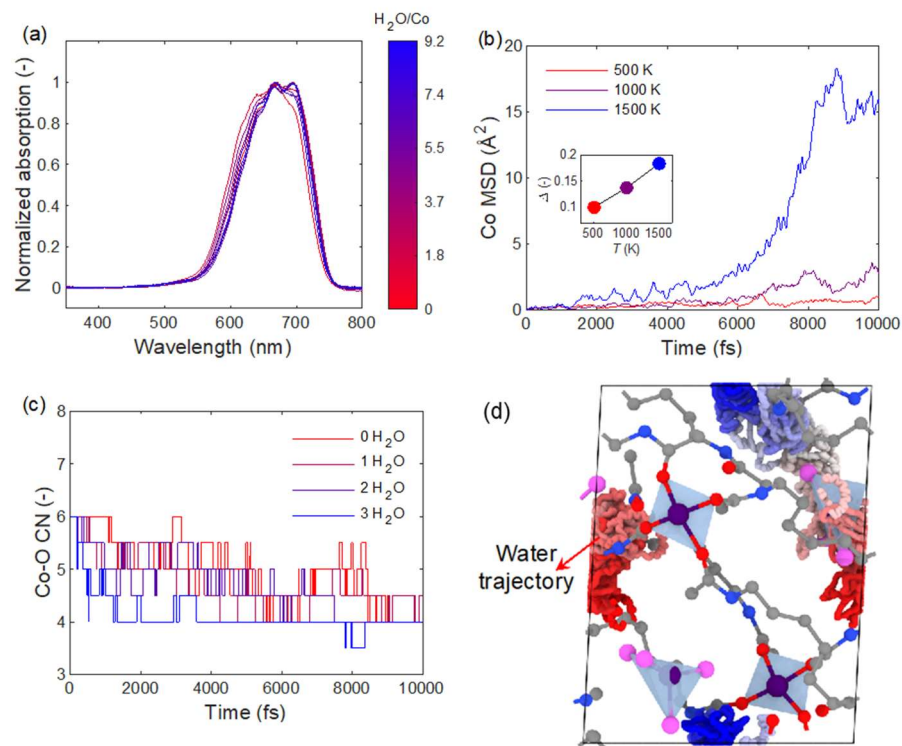 (a)
H₂O/Co
9.2
7.4
5.5
3.7
1.8
0
Normalized absorption (-)
1
0.8
0.6
0.4
0.2
0
400
500
600
700
800
Wavelength (nm)
(b)
Co MSD (Å²)
20
15
10
5
0
500 K
1000 K
1500 K
Δ (-)
0.2
0.1
500
1000
1500
T (K)
0
2000
4000
6000
8000
10000
Time (fs)
(c)
Co-O CN (-)
8
7
6
5
4
3
0 H₂O
1 H₂O
2 H₂O
3 H₂O
0
2000
4000
6000
8000
10000
Time (fs)
(d)
Water
trajectory